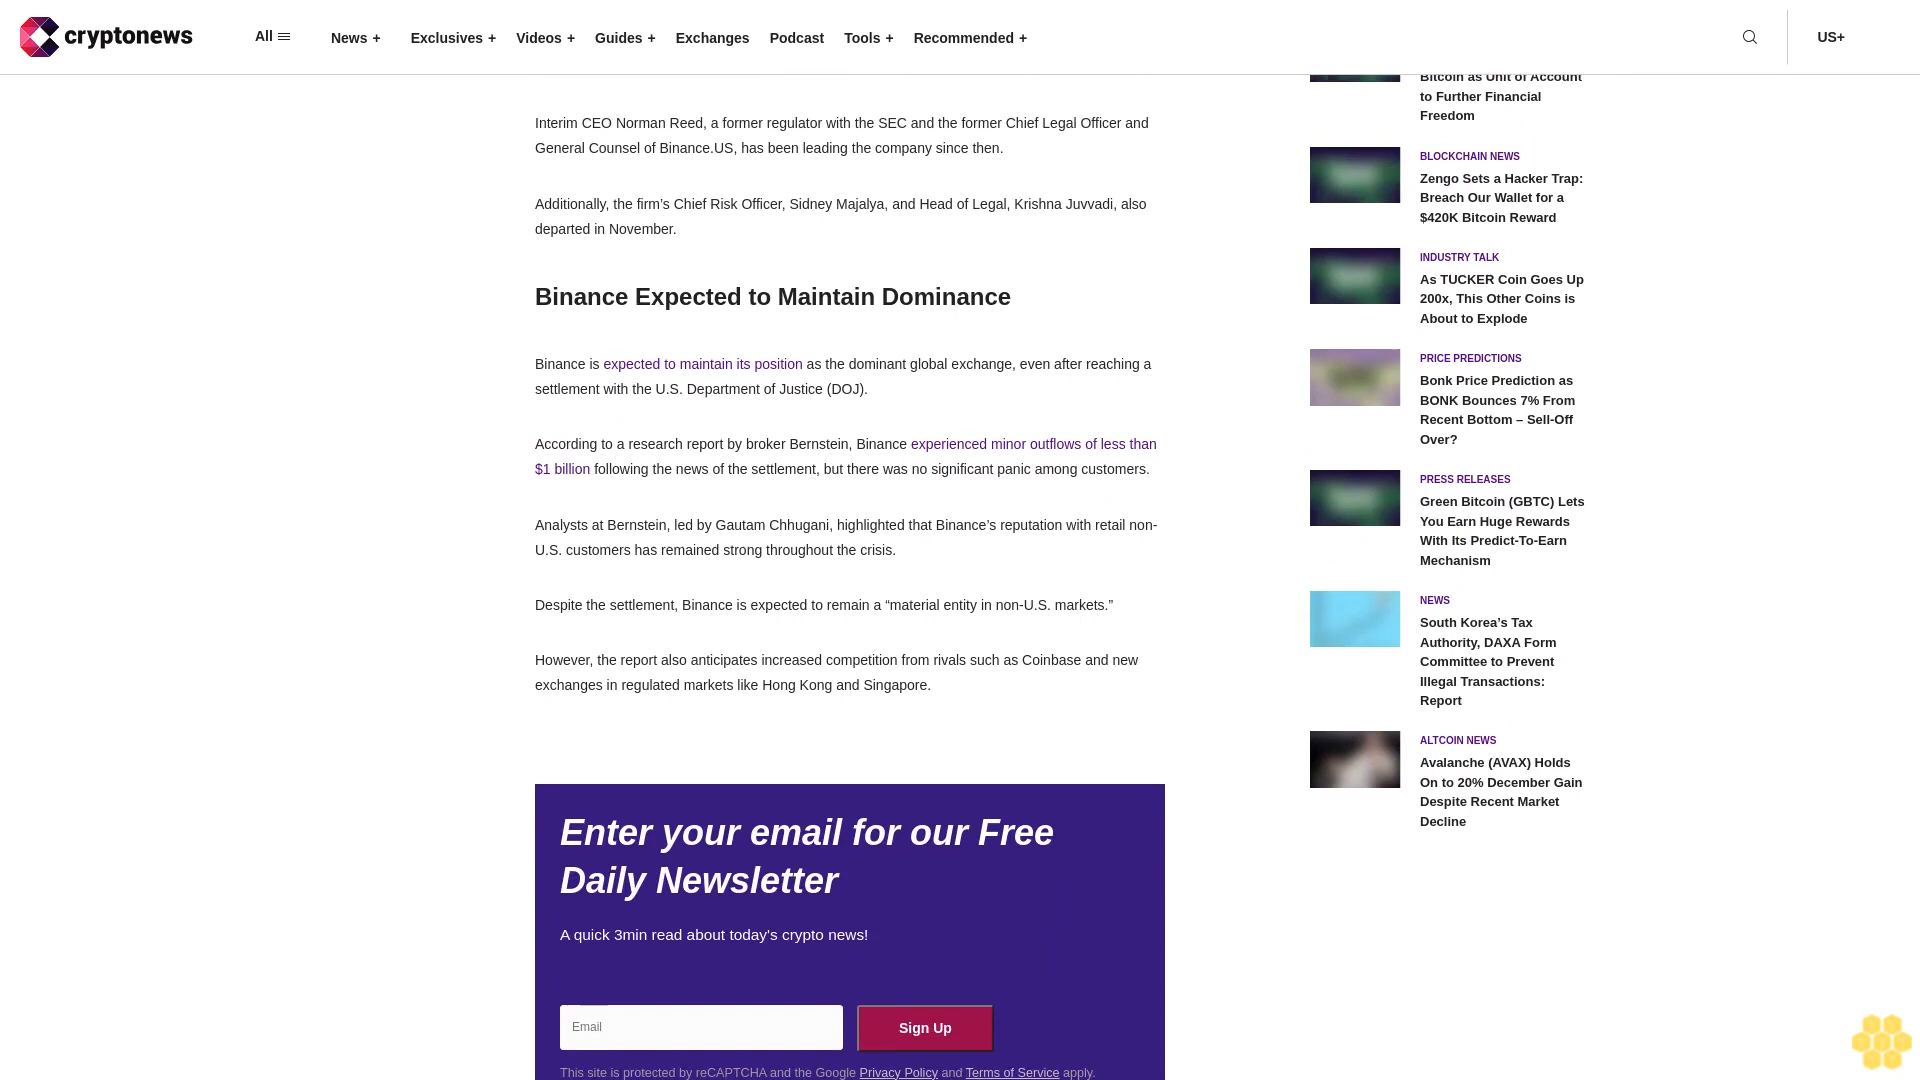 cryptonews
All
News +
Exclusives +
Videos +
Guides +
Exchanges
Podcast
Tools +
Recommended +
US+
Interim CEO Norman Reed, a former regulator with the SEC and the former Chief Legal Officer and
General Counsel of Binance.US, has been leading the company since then.
Additionally, the firm’s Chief Risk Officer, Sidney Majalya, and Head of Legal, Krishna Juvvadi, also
departed in November.
Binance Expected to Maintain Dominance
Binance is expected to maintain its position as the dominant global exchange, even after reaching a
settlement with the U.S. Department of Justice (DOJ).
According to a research report by broker Bernstein, Binance experienced minor outflows of less than
$1 billion following the news of the settlement, but there was no significant panic among customers.
Analysts at Bernstein, led by Gautam Chhugani, highlighted that Binance’s reputation with retail non-
U.S. customers has remained strong throughout the crisis.
Despite the settlement, Binance is expected to remain a “material entity in non-U.S. markets.”
However, the report also anticipates increased competition from rivals such as Coinbase and new
exchanges in regulated markets like Hong Kong and Singapore.
Enter your email for our Free
Daily Newsletter
A quick 3min read about today's crypto news!
Email
Sign Up
This site is protected by reCAPTCHA and the Google Privacy Policy and Terms of Service apply.
Bitcoin as Unit of Account
to Further Financial
Freedom
BLOCKCHAIN NEWS
Zengo Sets a Hacker Trap:
Breach Our Wallet for a
$420K Bitcoin Reward
INDUSTRY TALK
As TUCKER Coin Goes Up
200x, This Other Coins is
About to Explode
PRICE PREDICTIONS
Bonk Price Prediction as
BONK Bounces 7% From
Recent Bottom – Sell-Off
Over?
PRESS RELEASES
Green Bitcoin (GBTC) Lets
You Earn Huge Rewards
With Its Predict-To-Earn
Mechanism
NEWS
South Korea’s Tax
Authority, DAXA Form
Committee to Prevent
Illegal Transactions:
Report
ALTCOIN NEWS
Avalanche (AVAX) Holds
On to 20% December Gain
Despite Recent Market
Decline